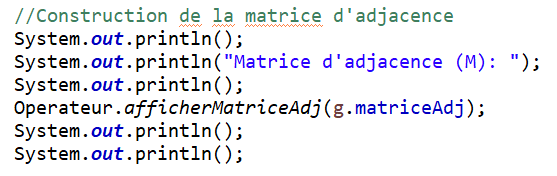 //Construction de la matrice d'adjacence
System.out.println();
System.out.println("Matrice d'adjacence (M): ");
System.out.println();
Operateur.afficherMatriceAdj(g.matriceAdj);
System.out.println();
System.out.println();